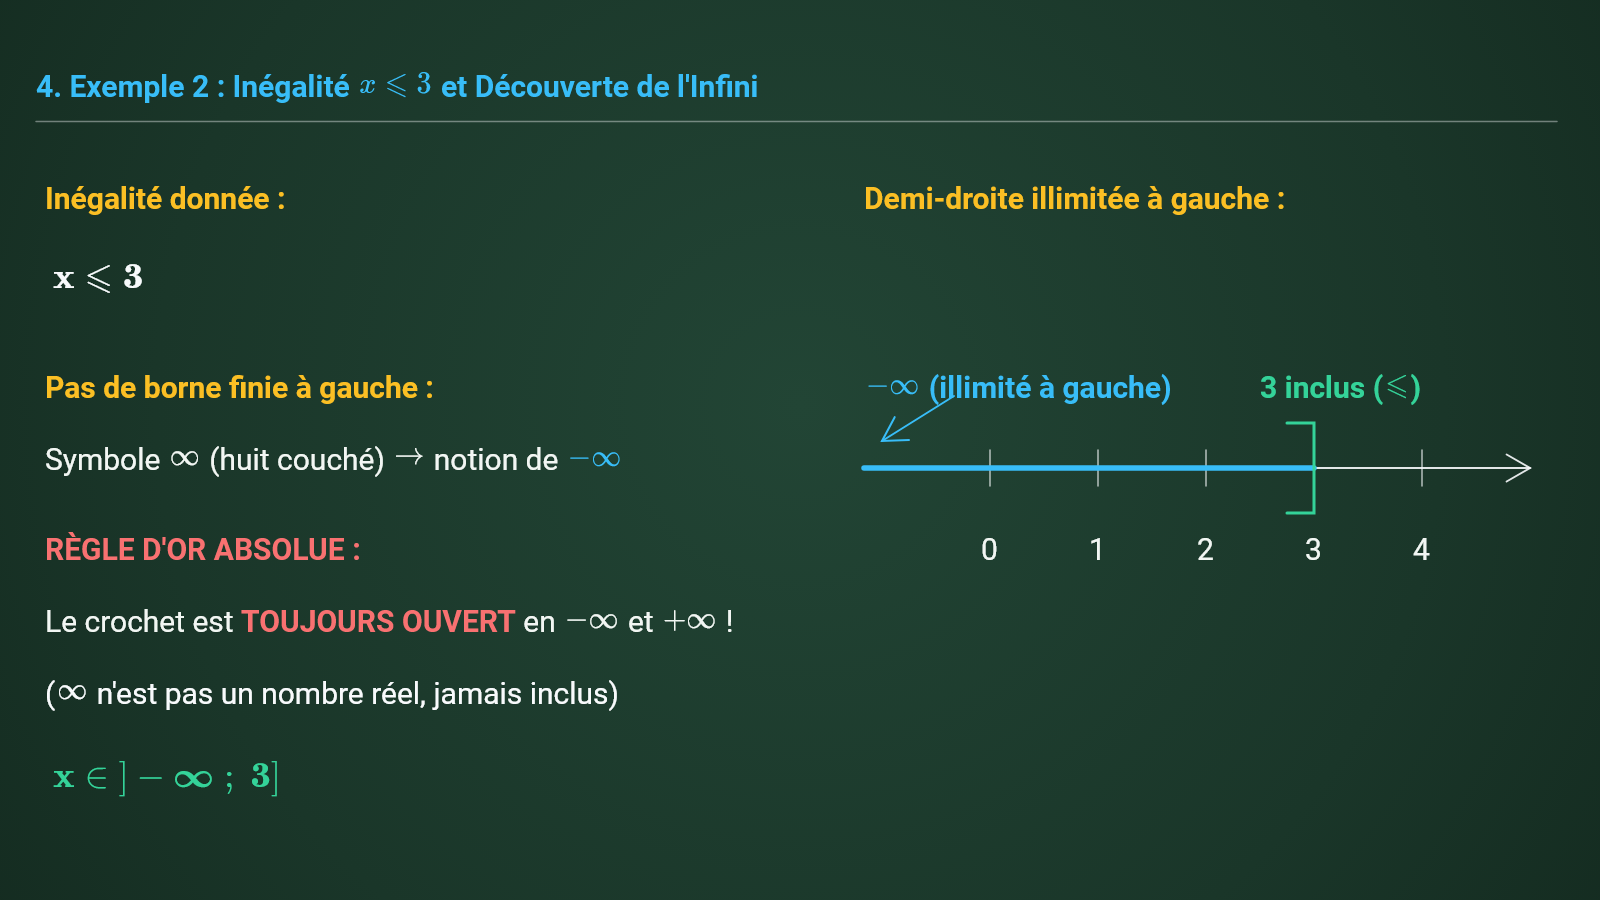 4. Exemple 2 : Inégalité x ⩽ 3 et Découverte de l'Infini
Inégalité donnée :
x ⩽ 3
Pas de borne finie à gauche :
Symbole ∞ (huit couché) → notion de −∞
RÈGLE D'OR ABSOLUE :
Le crochet est TOUJOURS OUVERT en −∞ et +∞ !
(∞ n'est pas un nombre réel, jamais inclus)
x ∈ ] − ∞ ; 3]
Demi-droite illimitée à gauche :
−∞ (illimité à gauche)
3 inclus (⩽)
0 1 2 3 4